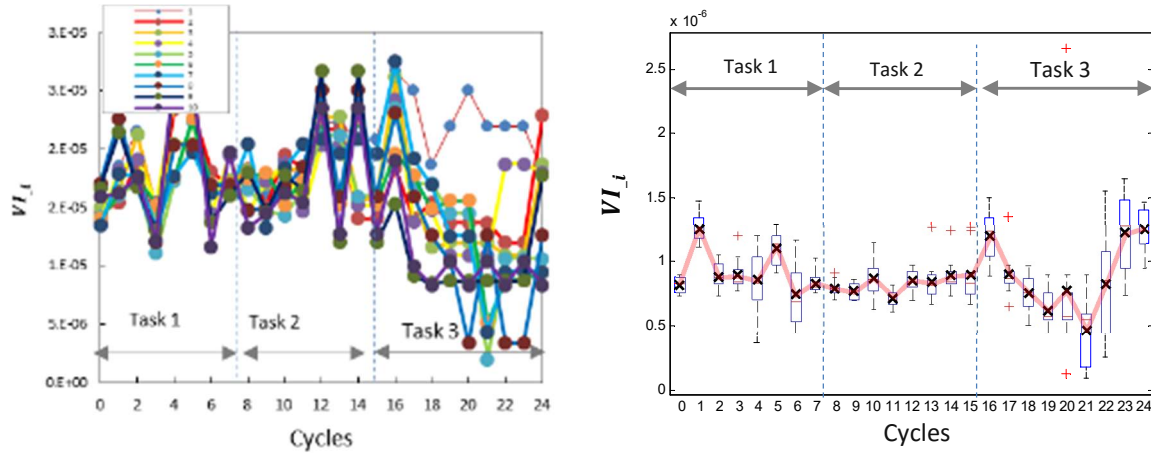 3.E-05
3.E-05
2.E-05
2.E-05
1.E-05
5.E-06
0.E+00
VI_i
10
Task 1
Task 2
Task 3
0 2 4 6 8 10 12 14 16 18 20 22 24
Cycles
x 10⁻⁶
2.5
2
1.5
1
0.5
0
VI_i
Task 1
Task 2
Task 3
0 1 2 3 4 5 6 7 8 9 10 11 12 13 14 15 16 17 18 19 20 21 22 23 24
Cycles